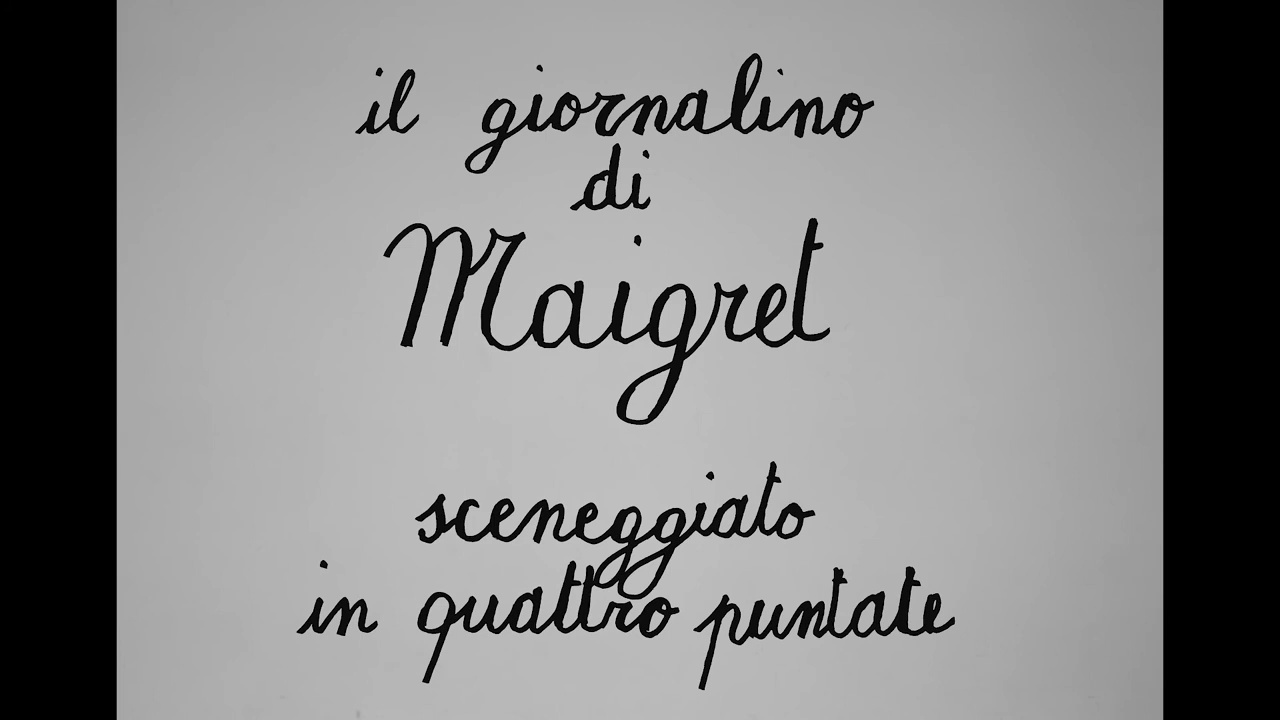 il giornalino
di
Maigret
sceneggiato
in quattro puntate